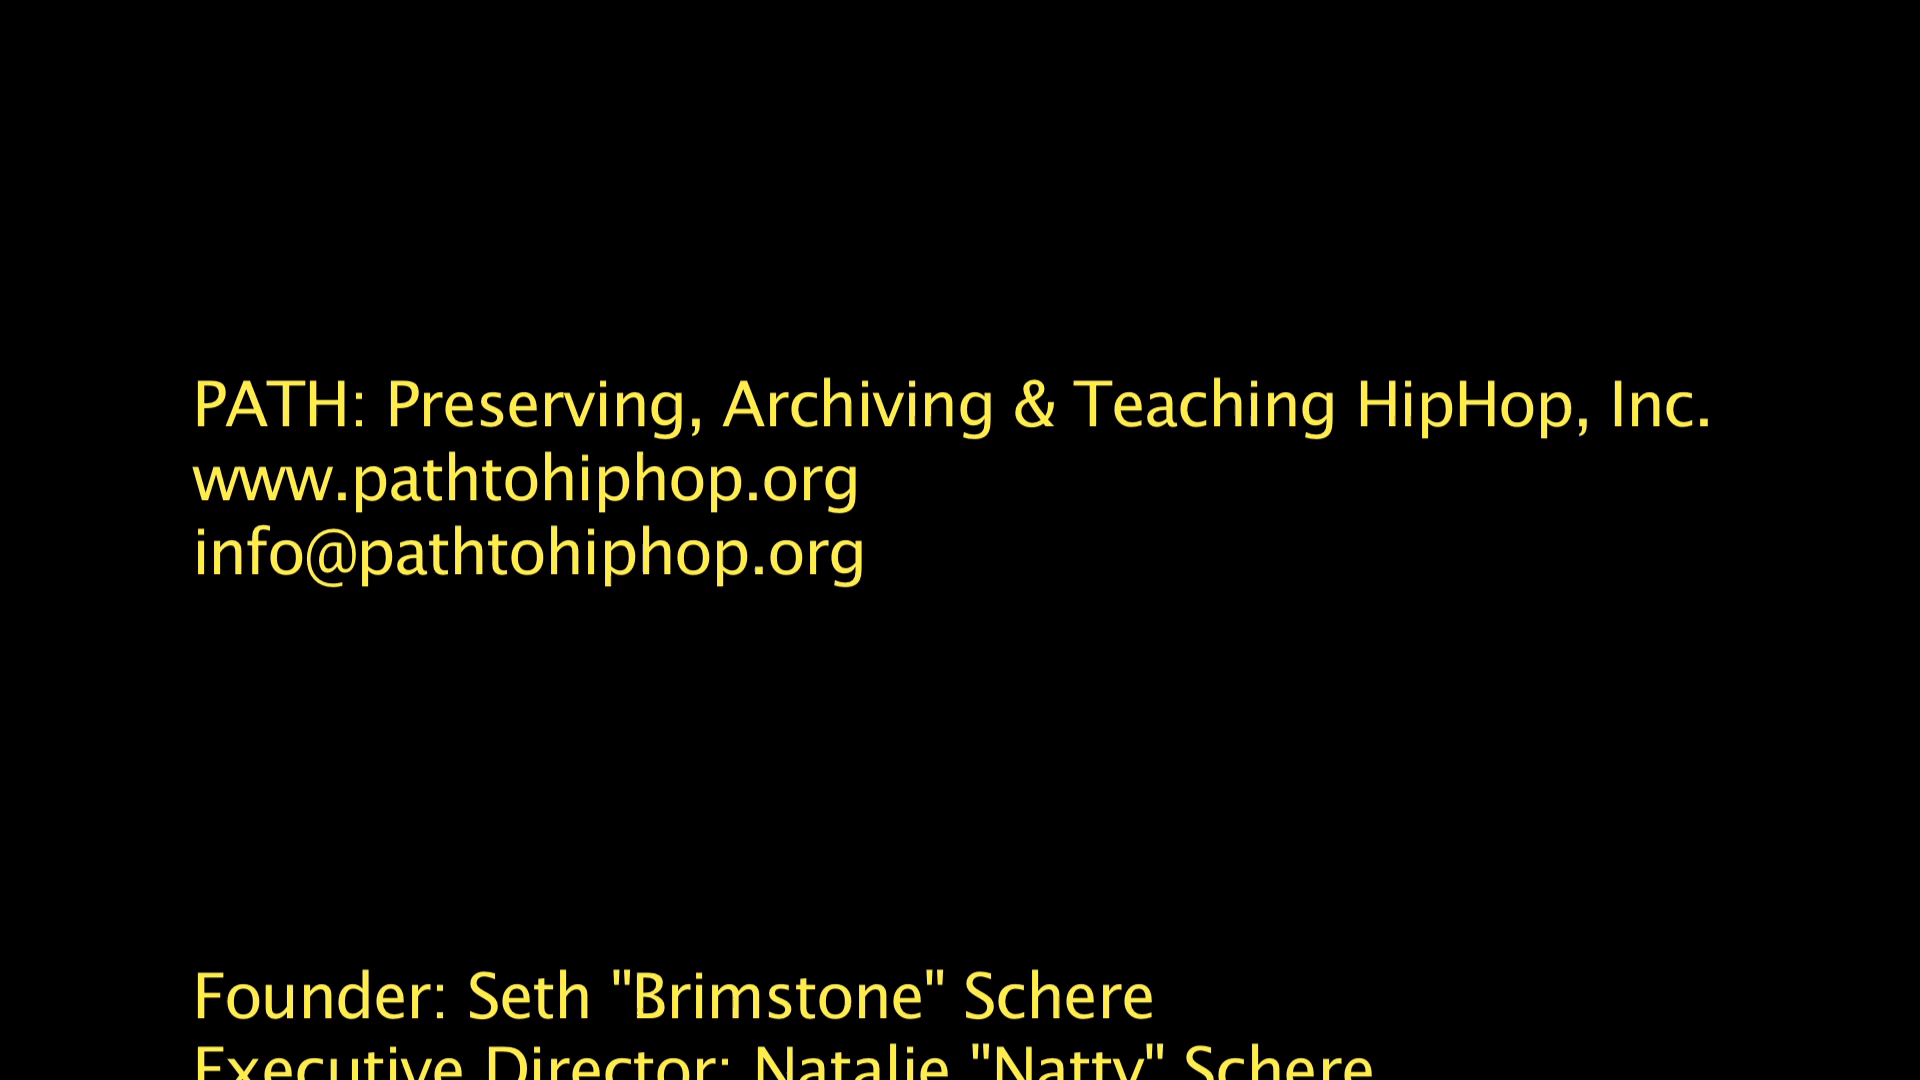 PATH: Preserving, Archiving & Teaching HipHop, Inc.
www.pathtohiphop.org
info@pathtohiphop.org
Founder: Seth "Brimstone" Schere
Executive Director: Natalie "Natty" Schere